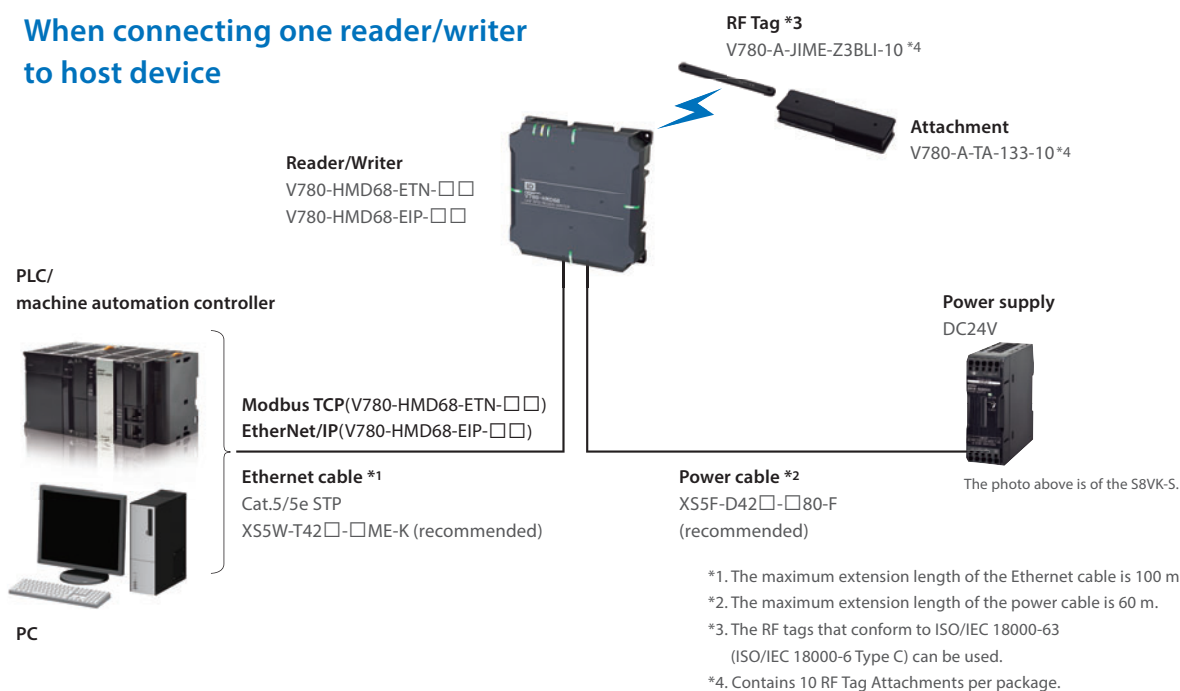 When connecting one reader/writer
to host device
RF Tag *3
V780-A-JIME-Z3BLI-10 *4
Attachment
V780-A-TA-133-10*4
Reader/Writer
V780-HMD68-ETN-□□
V780-HMD68-EIP-□□
PLC/
machine automation controller
Power supply
DC24V
Modbus TCP(V780-HMD68-ETN-□□)
EtherNet/IP(V780-HMD68-EIP-□□)
Ethernet cable *1
Cat.5/5e STP
XS5W-T42□-□ME-K (recommended)
Power cable *2
XS5F-D42□-□80-F
(recommended)
The photo above is of the S8VK-S.
PC
*1. The maximum extension length of the Ethernet cable is 100 m
*2. The maximum extension length of the power cable is 60 m.
*3. The RF tags that conform to ISO/IEC 18000-63
(ISO/IEC 18000-6 Type C) can be used.
*4. Contains 10 RF Tag Attachments per package.